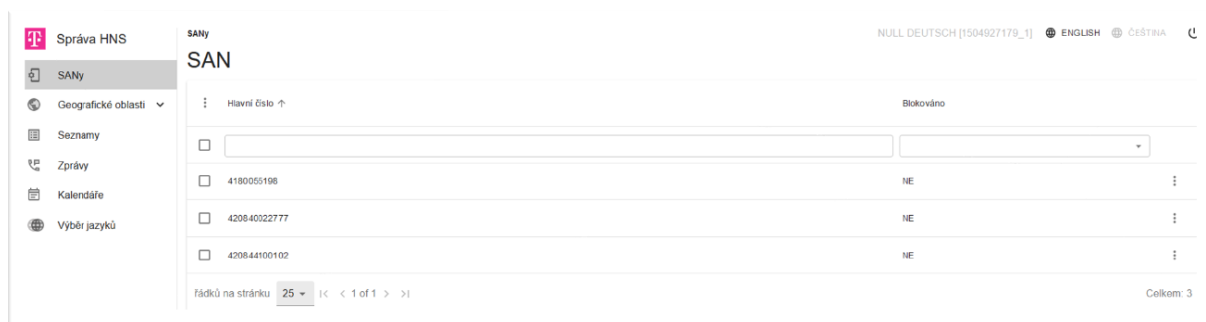 Správa HNS
SANy
Geografické oblasti
Seznamy
Zprávy
Kalendáře
Výběr jazyků
SANy
NULL DEUTSCH [1504927179_1] ENGLISH ČEŠTINA
SAN
Hlavní číslo Blokováno
4180055198 NE
420840022777 NE
420844100102 NE
řádků na stránku 25 1 of 1 Celkem: 3